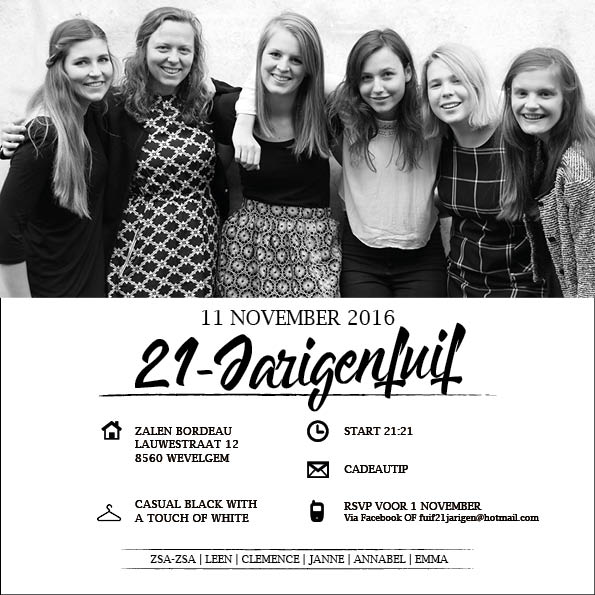 11 NOVEMBER 2016
21-Jarigenfuif
ZALEN BORDEAU
LAUWESTRAAT 12
8560 WEVELGEM
START 21:21
CADEAUTIP
CASUAL BLACK WITH
A TOUCH OF WHITE
RSVP VOOR 1 NOVEMBER
Via Facebook OF fuif21jarigen@hotmail.com
ZSA-ZSA | LEEN | CLEMENCE | JANNE | ANNABEL | EMMA